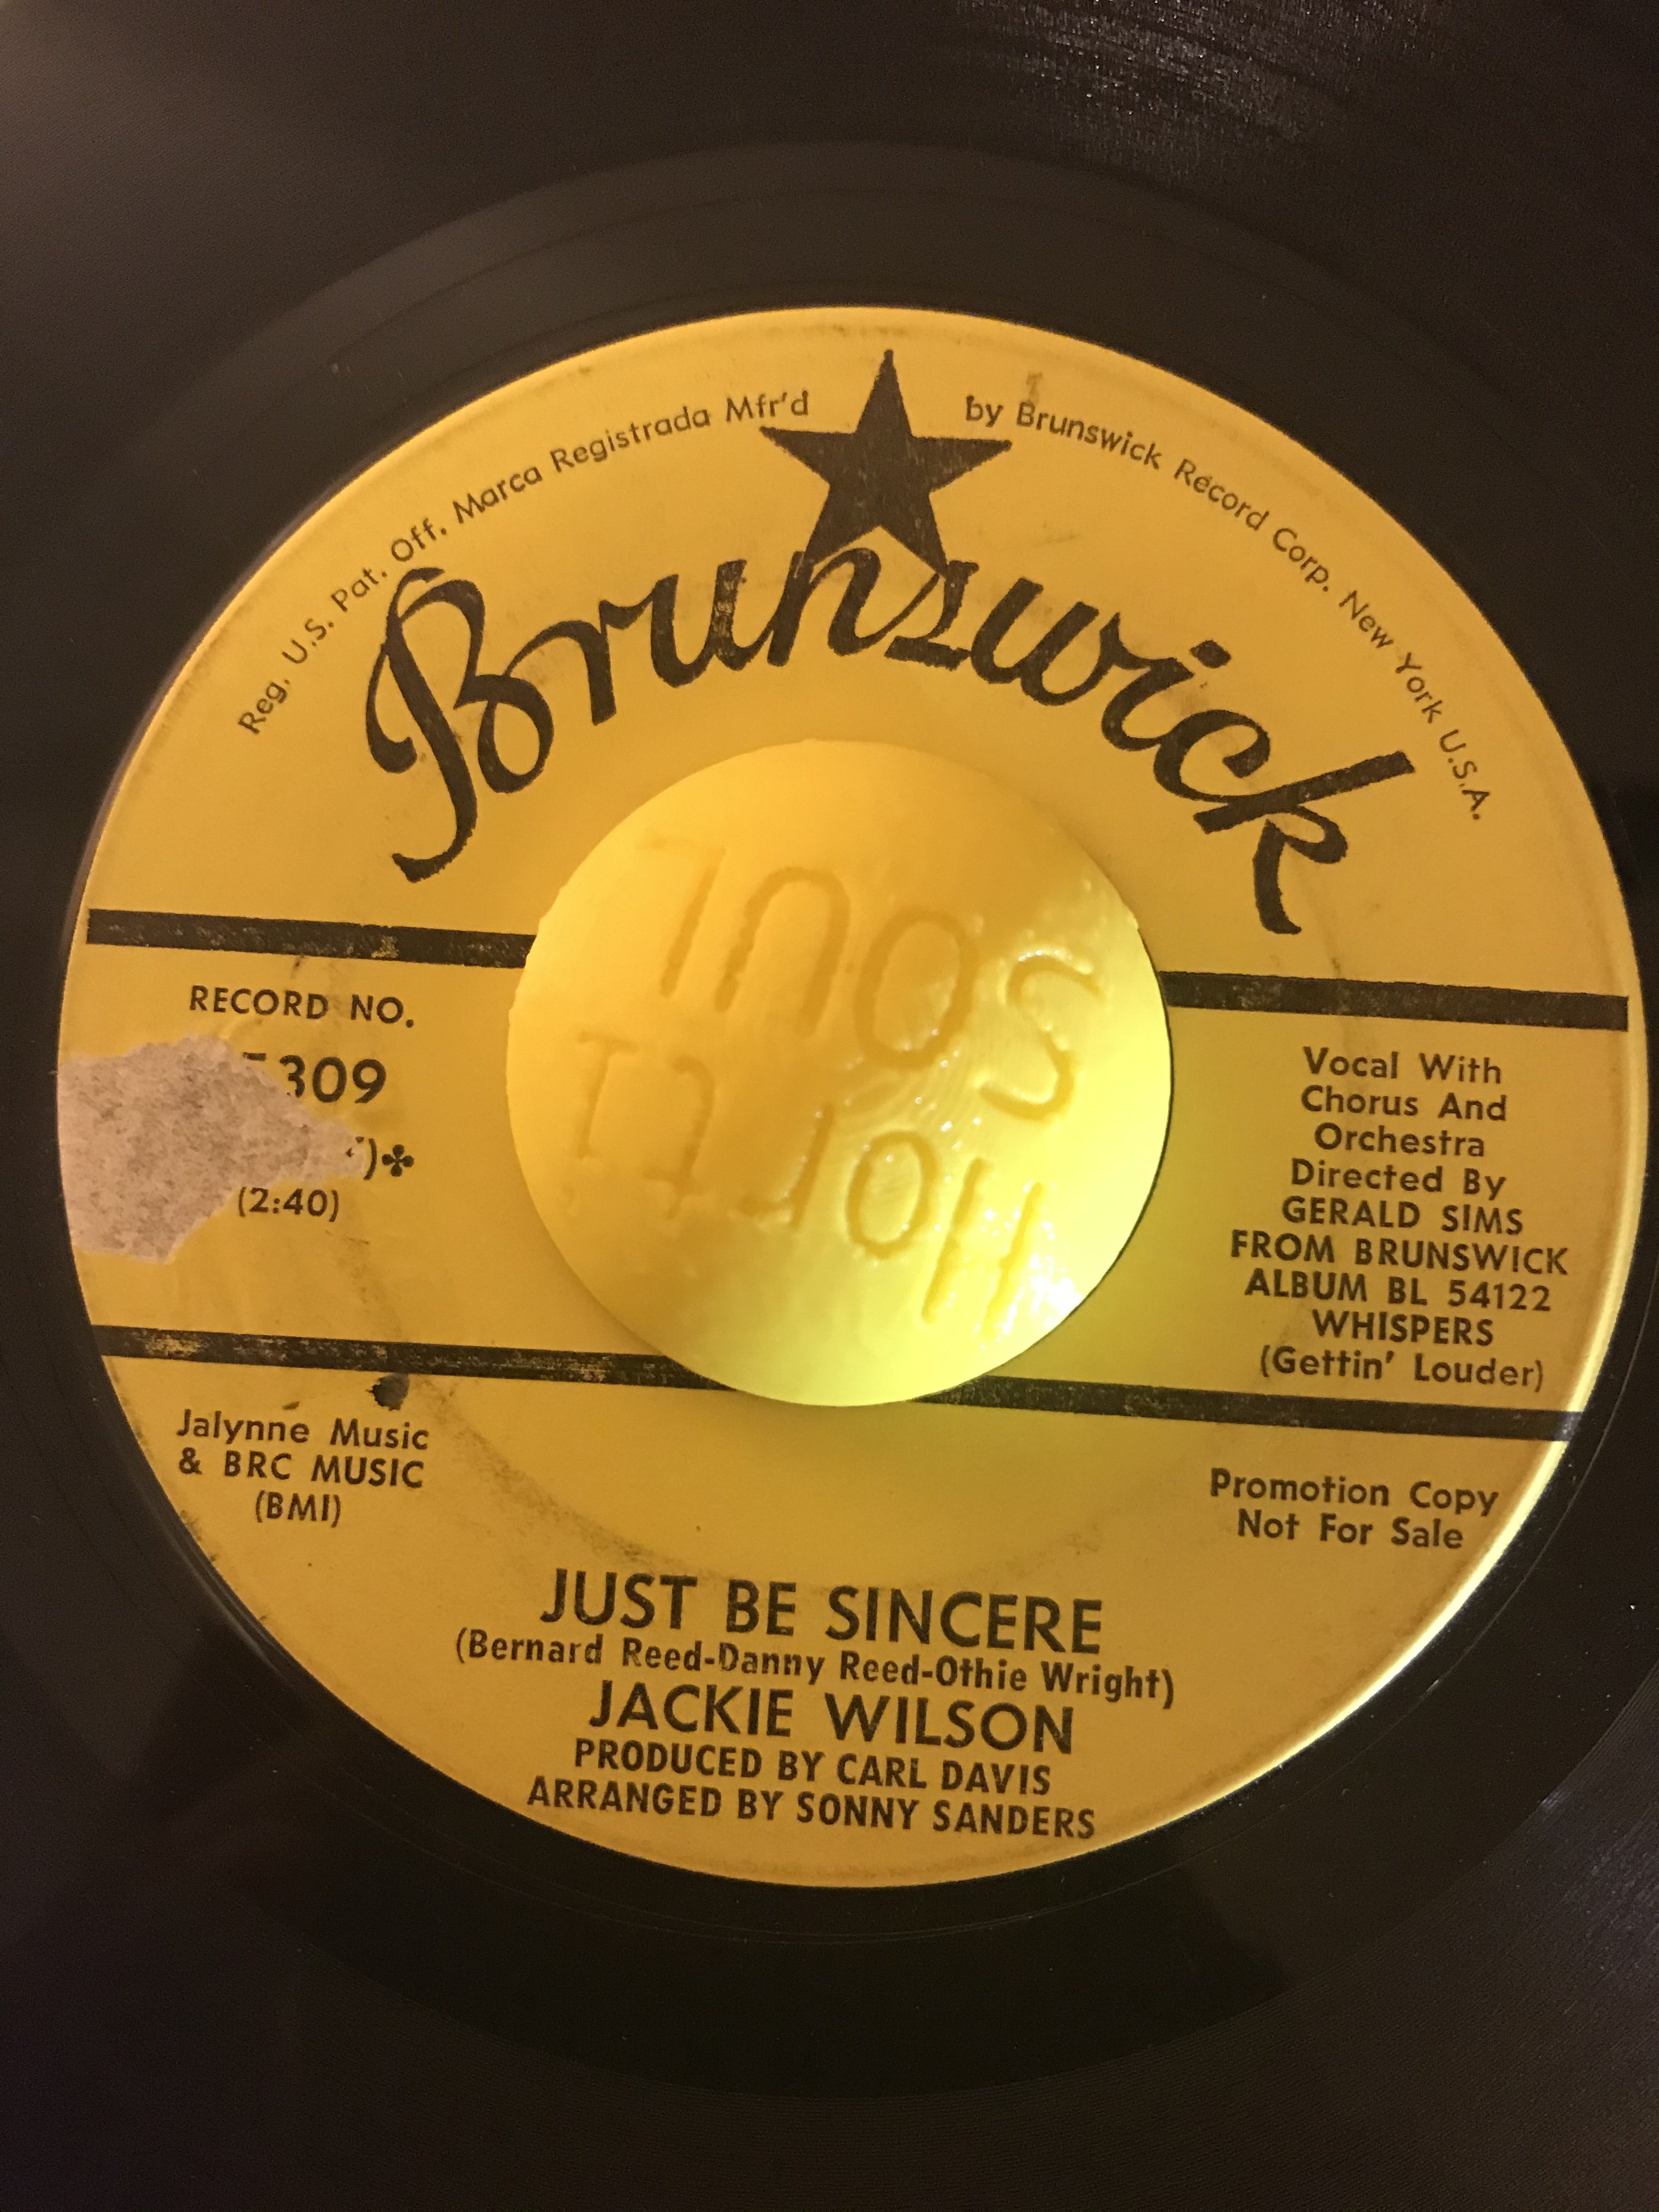 Reg. U.S. Pat. Off. Marca Registrada Mfr'd by Brunswick Record Corp. New York U.S.A.
Brunswick
SOUL
RECORD NO.
309
)✤
(2:40)
Vocal With
Chorus And
Orchestra
Directed By
GERALD SIMS
FROM BRUNSWICK
ALBUM BL 54122
WHISPERS
(Gettin' Louder)
Jalynne Music
& BRC MUSIC
(BMI)
Promotion Copy
Not For Sale
JUST BE SINCERE
(Bernard Reed-Danny Reed-Othie Wright)
JACKIE WILSON
PRODUCED BY CARL DAVIS
ARRANGED BY SONNY SANDERS